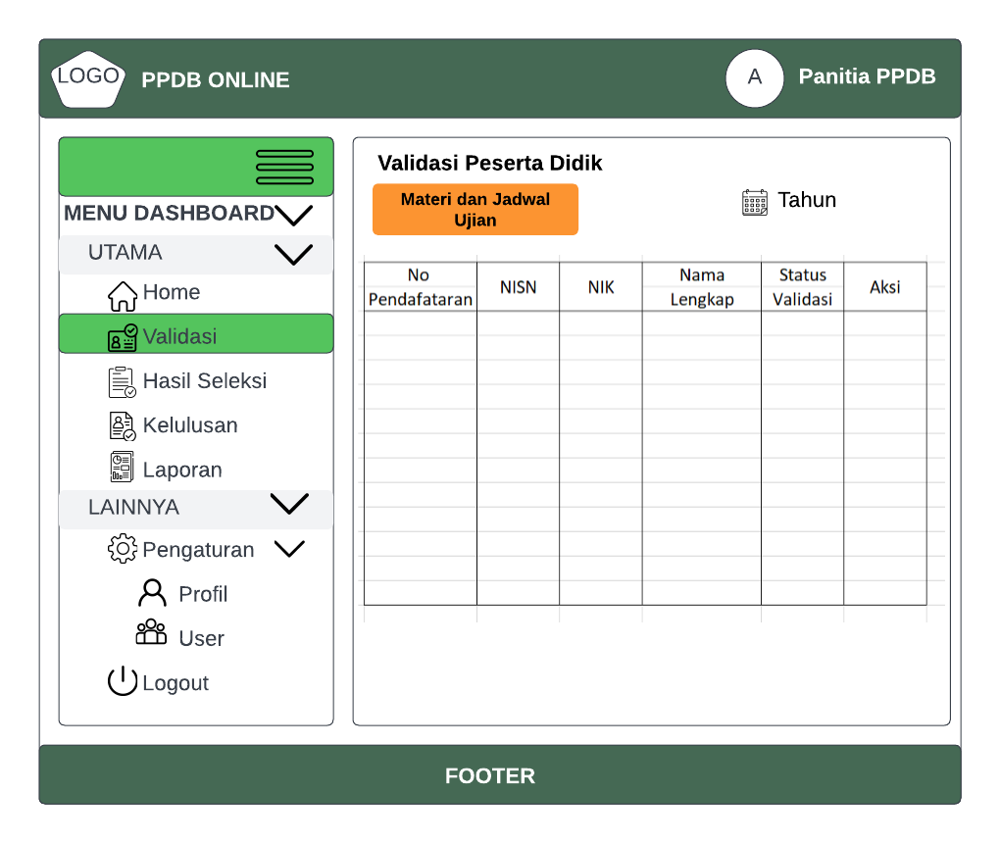 LOGO
PPDB ONLINE
A
Panitia PPDB
MENU DASHBOARD
UTAMA
Home
Validasi
Hasil Seleksi
Kelulusan
Laporan
LAINNYA
Pengaturan
Profil
User
Logout
Validasi Peserta Didik
Materi dan Jadwal
Ujian
Tahun
No
Pendafataran
NISN
NIK
Nama
Lengkap
Status
Validasi
Aksi
FOOTER